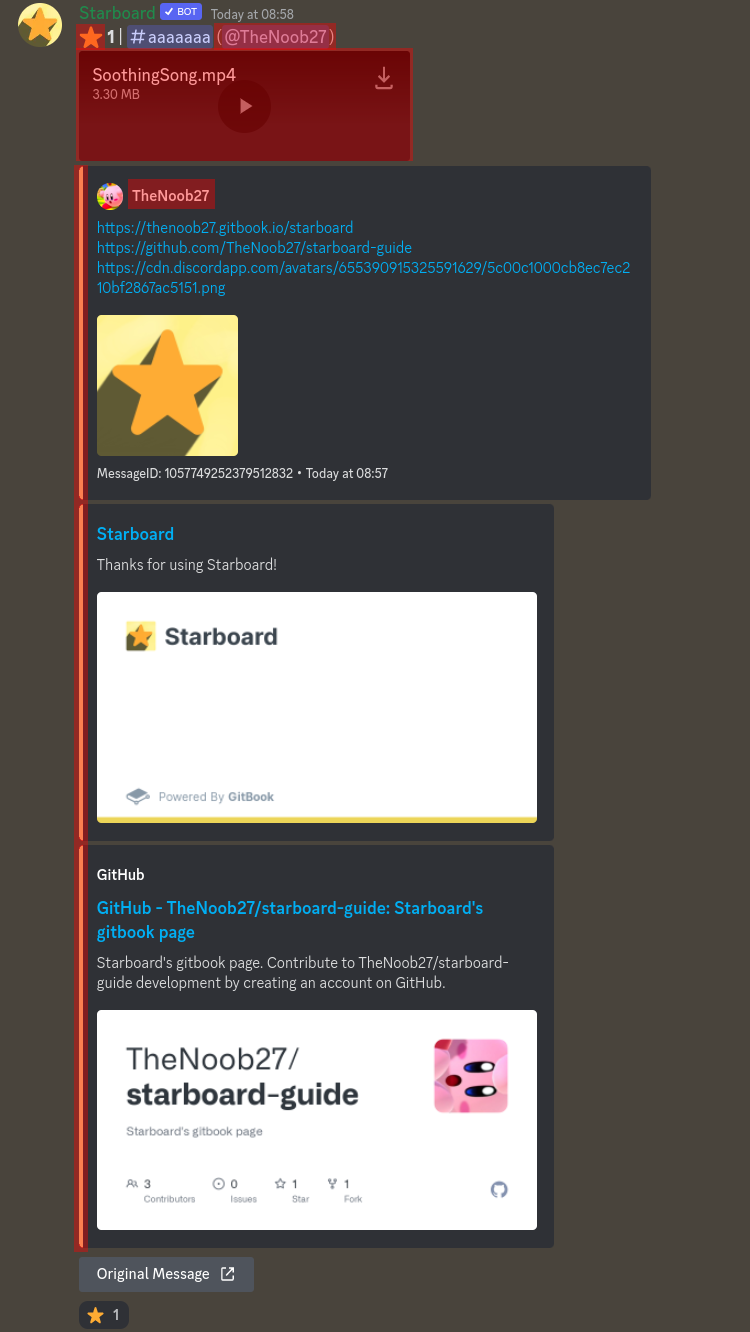 Starboard ✓ BOT Today at 08:58
⭐ 1 | # aaaaaaa (@TheNoob27)
SoothingSong.mp4
3.30 MB
TheNoob27
https://thenoob27.gitbook.io/starboard
https://github.com/TheNoob27/starboard-guide
https://cdn.discordapp.com/avatars/655390915325591629/5c00c1000cb8ec7ec2
10bf2867ac5151.png
MessageID: 1057749252379512832 • Today at 08:57
Starboard
Thanks for using Starboard!
Starboard
Powered By GitBook
GitHub
GitHub - TheNoob27/starboard-guide: Starboard's
gitbook page
Starboard's gitbook page. Contribute to TheNoob27/starboard-
guide development by creating an account on GitHub.
TheNoob27/
starboard-guide
Starboard's gitbook page
3 0 1 1
Contributors Issues Star Fork
Original Message
⭐ 1